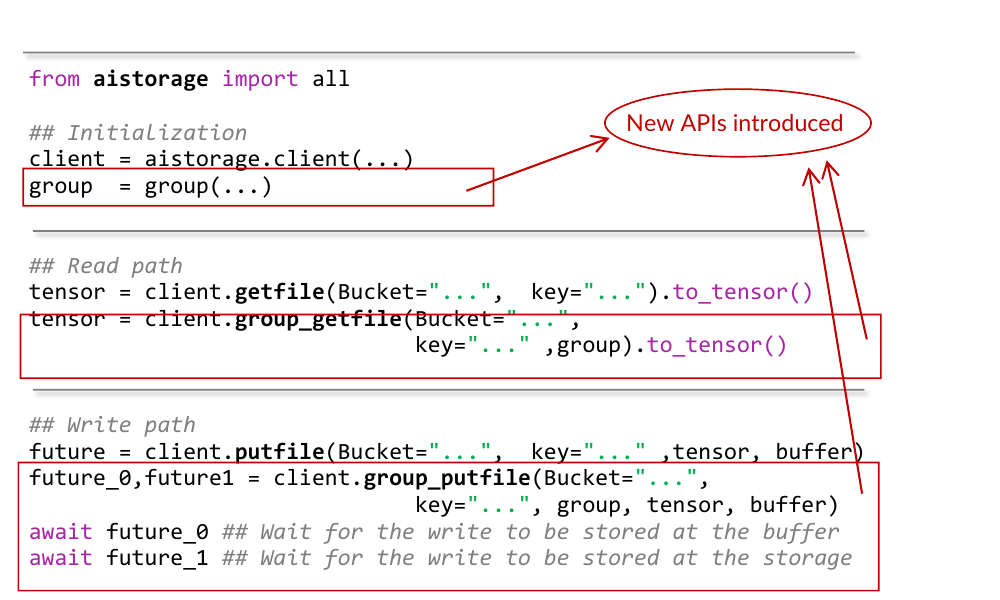 from aistorage import all
## Initialization
New APIs introduced
client = aistorage.client(...)
group  = group(...)
## Read path
tensor = client.getfile(Bucket="...",  key="...").to_tensor()
tensor = client.group_getfile(Bucket="...",
key="..." ,group).to_tensor()
## Write path
future = client.putfile(Bucket="...",  key="..." ,tensor, buffer)
future_0,future1 = client.group_putfile(Bucket="...",
key="...", group, tensor, buffer)
await future_0 ## Wait for the write to be stored at the buffer
await future_1 ## Wait for the write to be stored at the storage